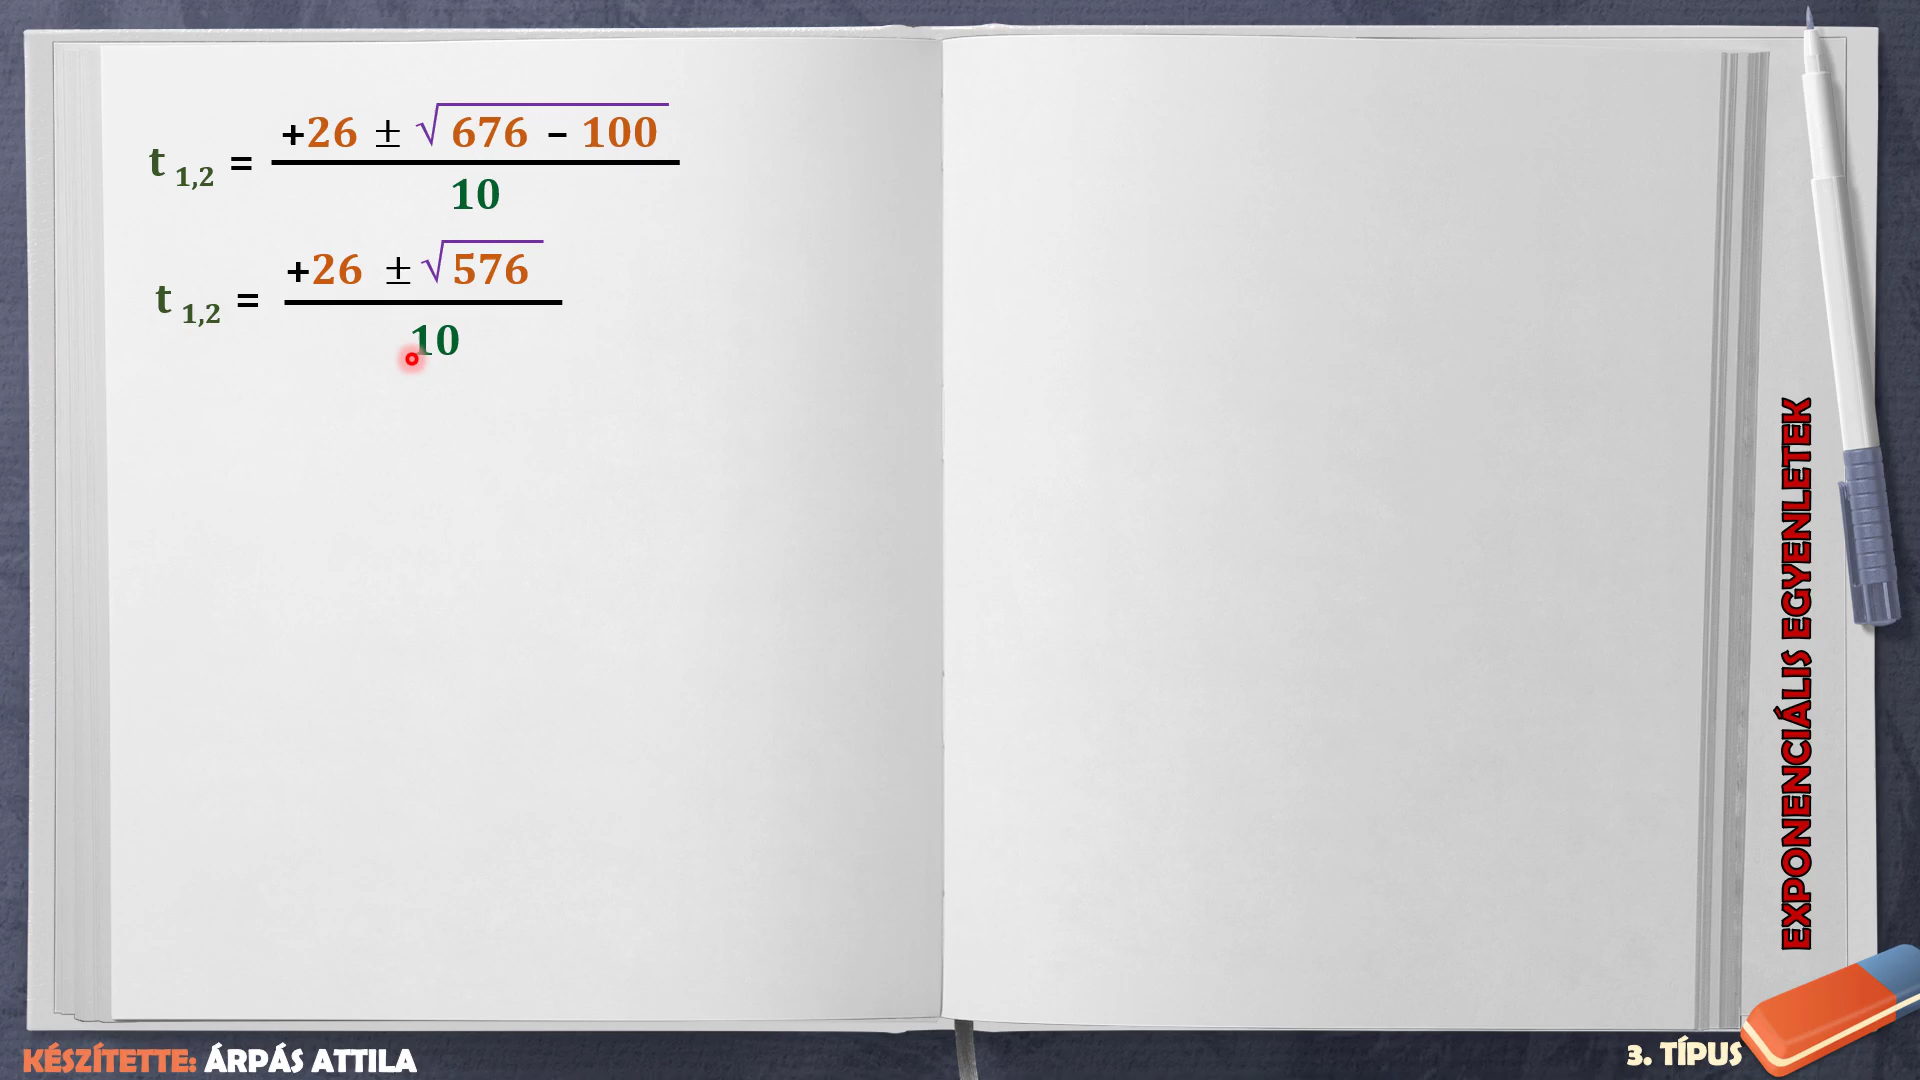 t 1,2 = +26 ± √676 – 100
10
t 1,2 = +26 ± √576
10
EXPONENCIÁLIS EGYENLETEK
KÉSZÍTETTE: ÁRPÁS ATTILA
3. TÍPUS